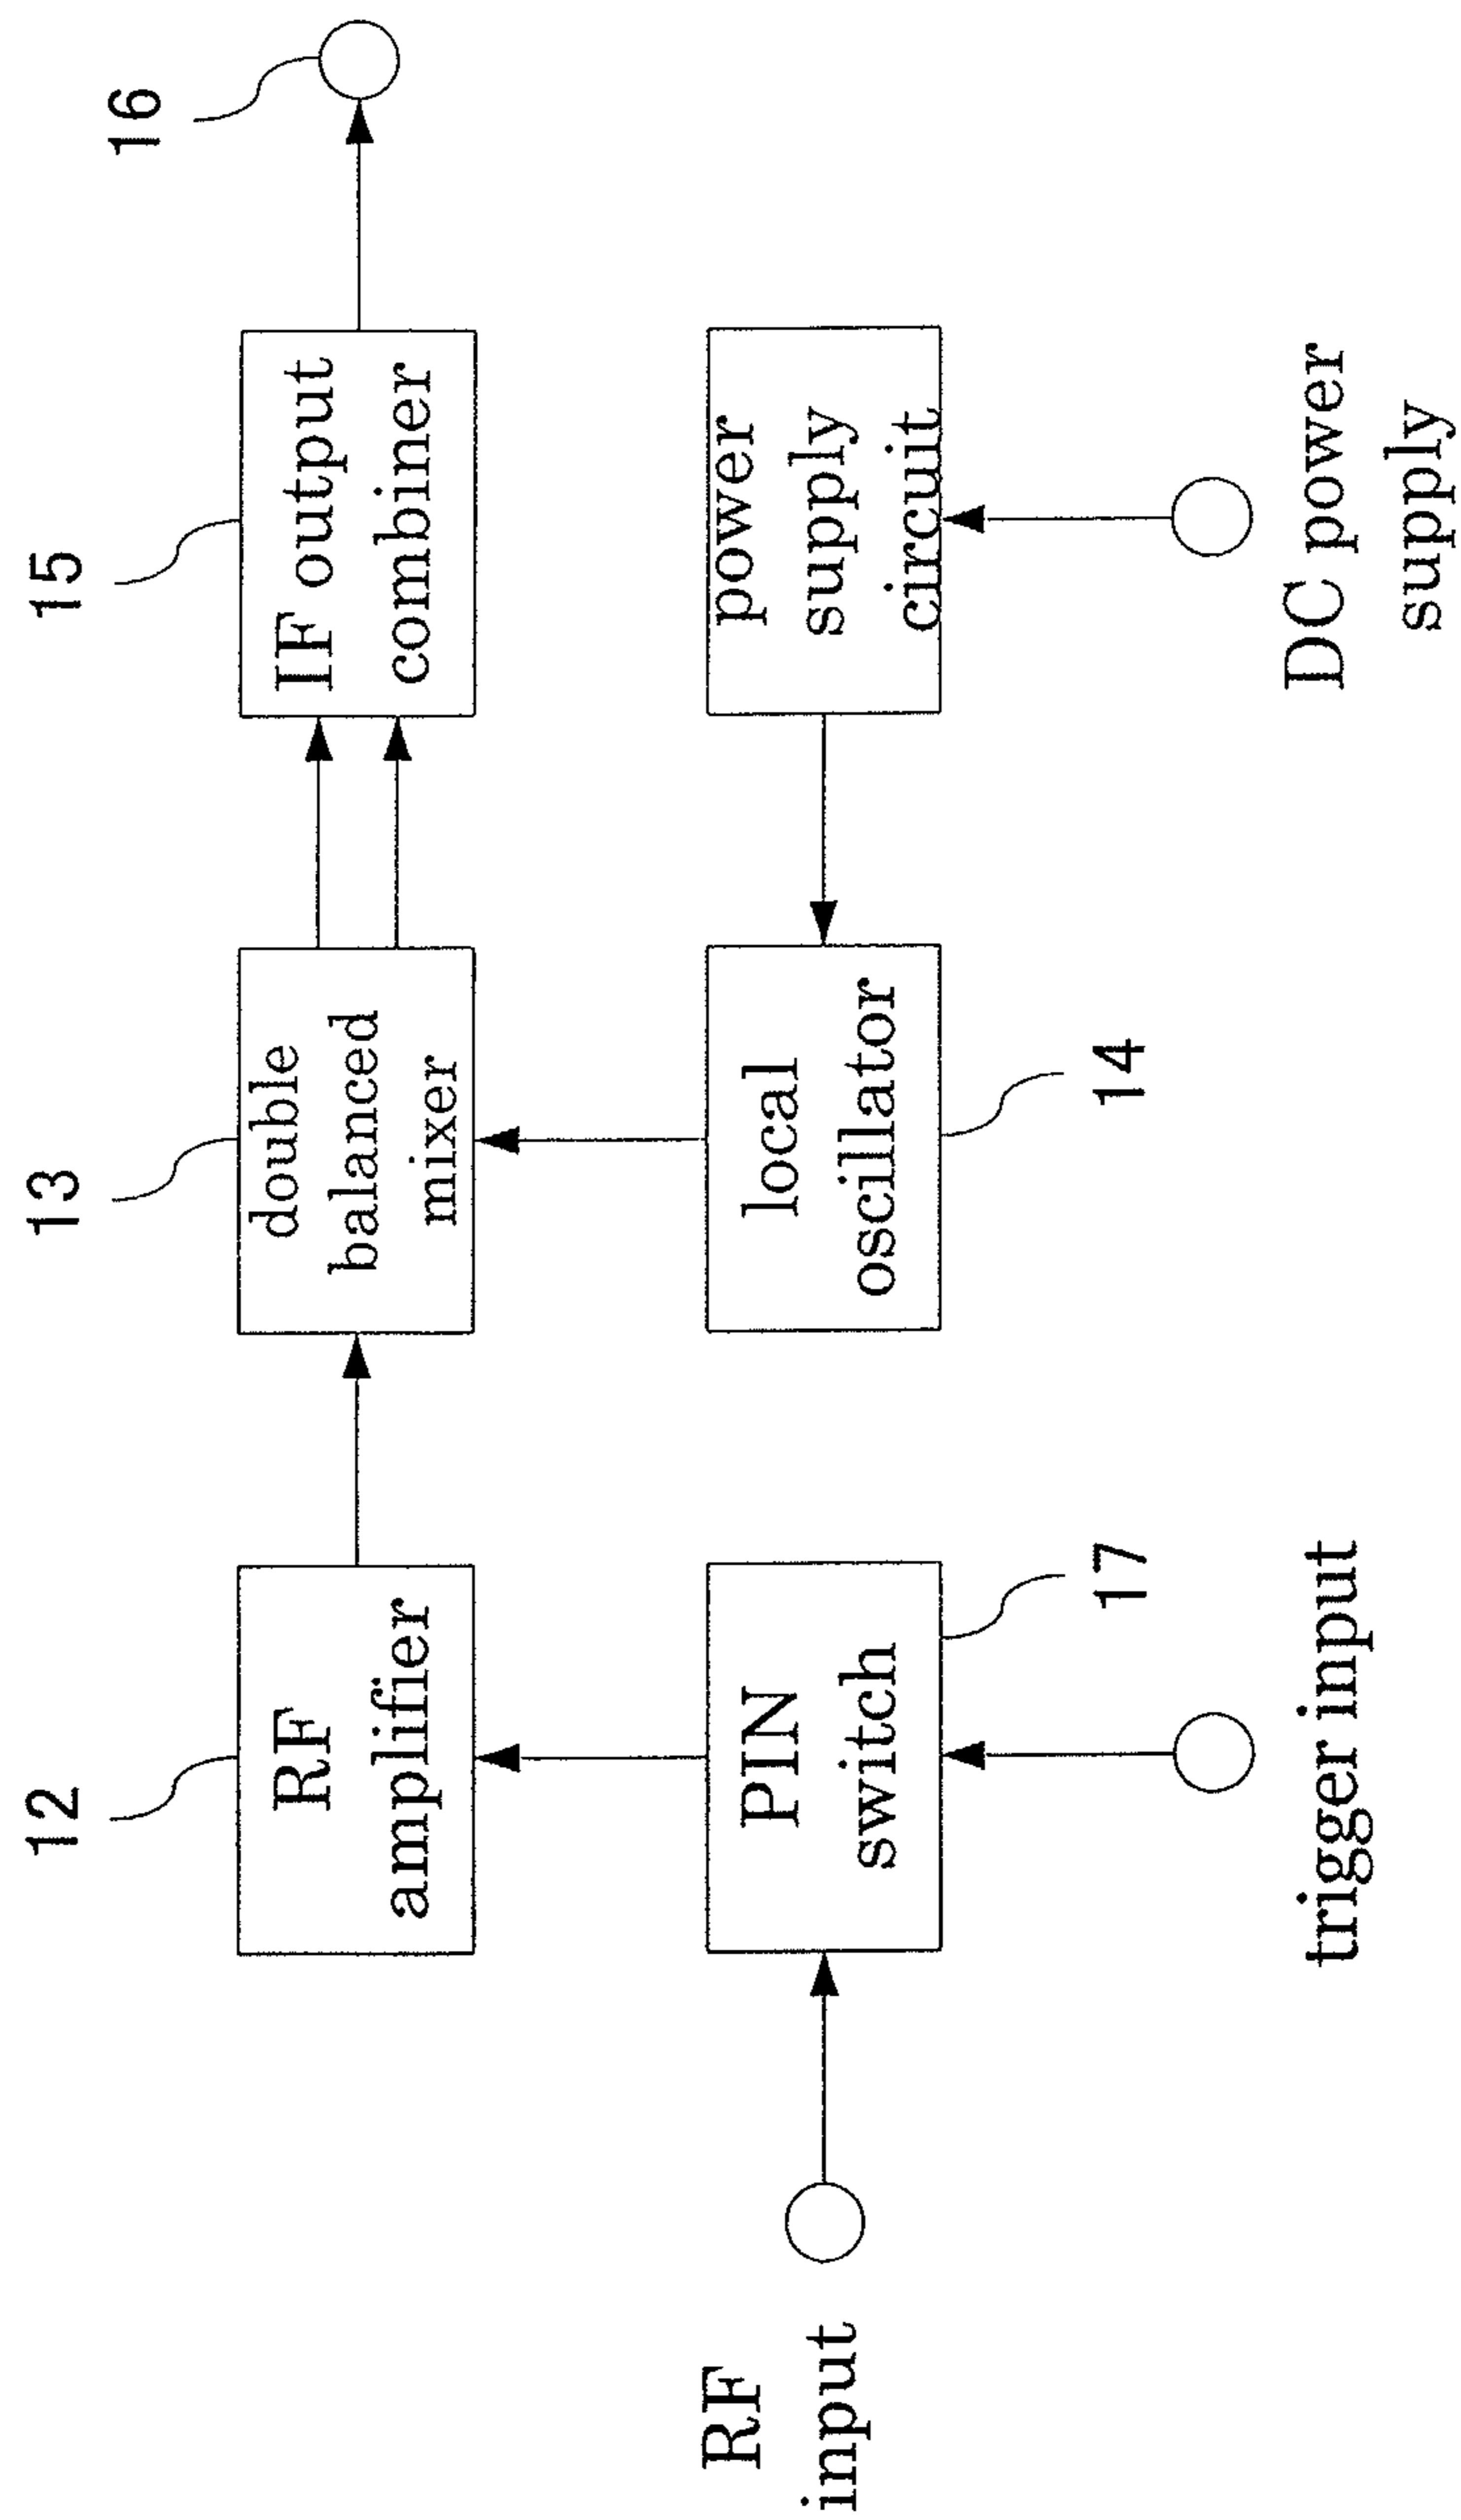 12
13
15
16
RF
amplifier
double
balanced
mixer
IF output
combiner
RF
input
PIN
switch
local
oscillator
power
supply
circuit
17
14
trigger input
DC power
supply